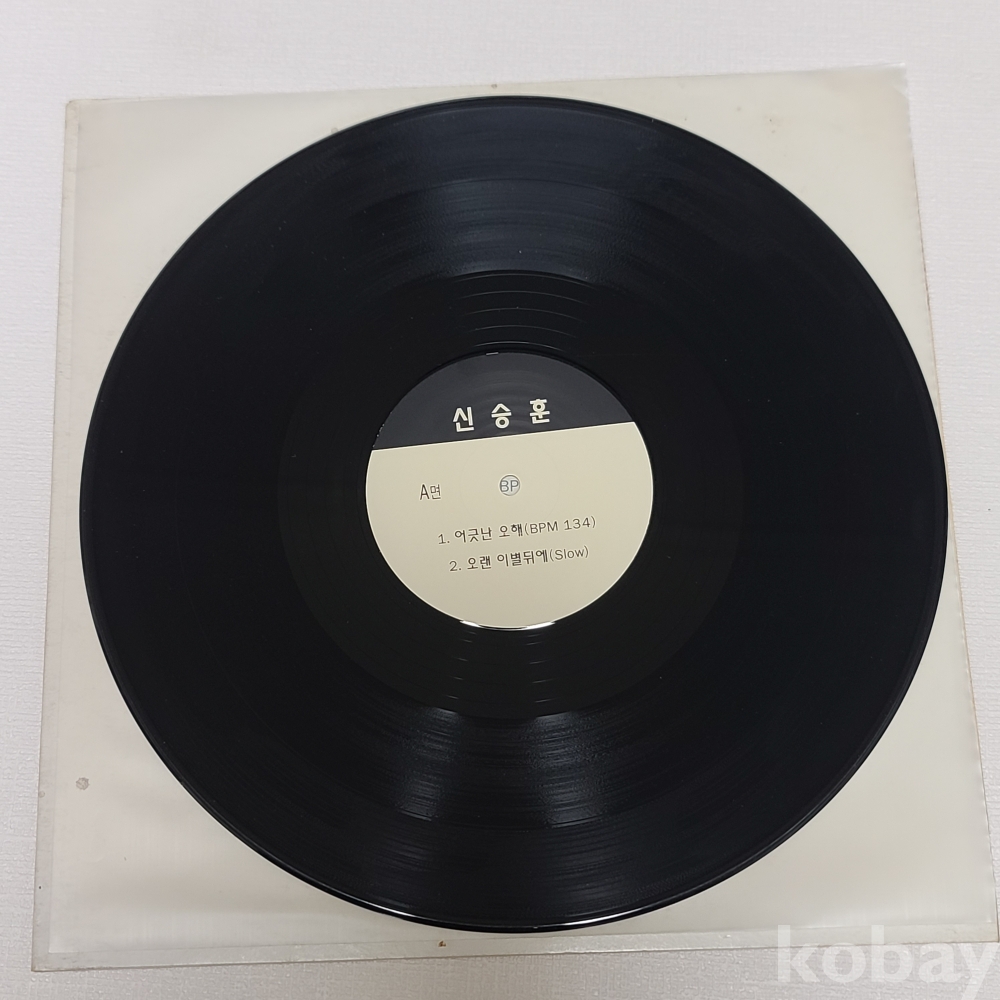 신승훈
A면
BP
1. 어긋난 오해(BPM 134)
2. 오랜 이별뒤에(Slow)
kobay